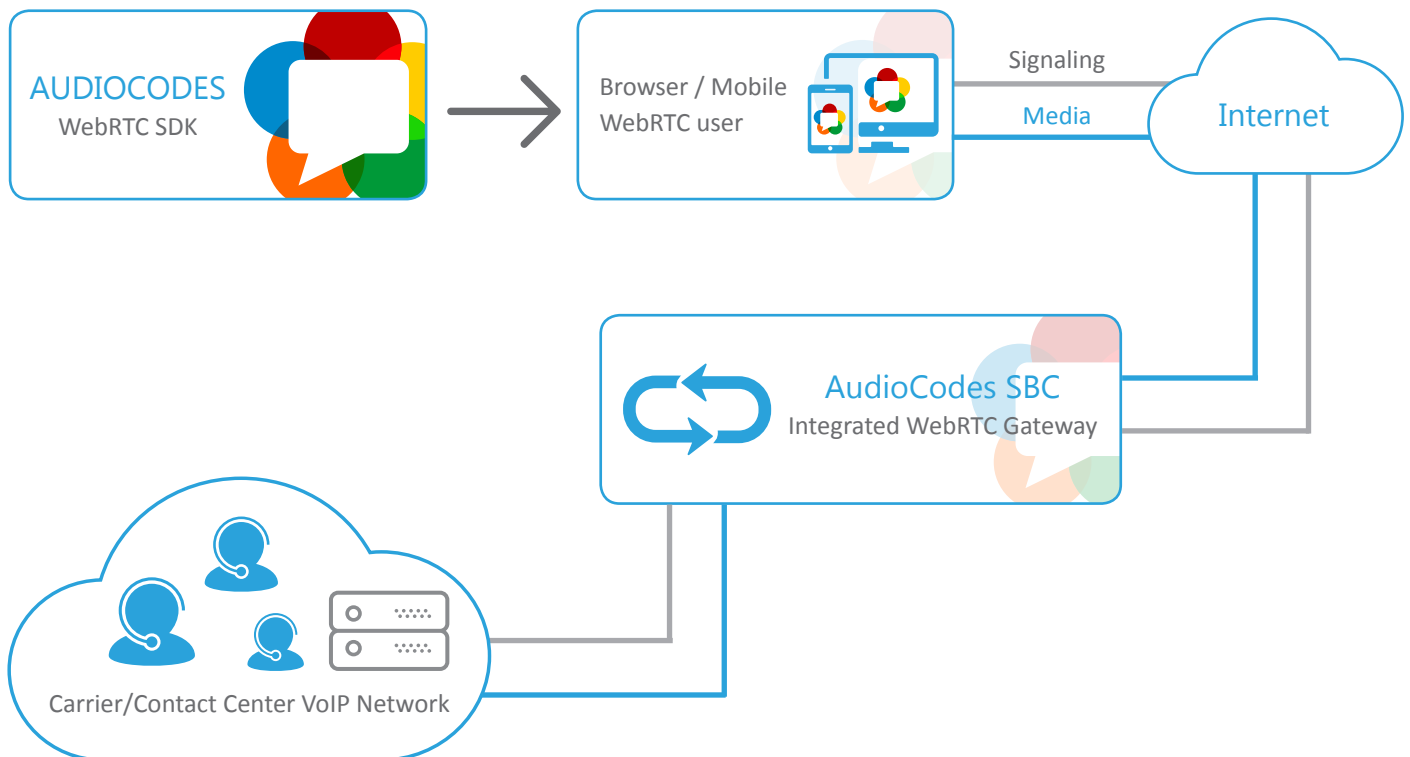 AUDIOCODES
WebRTC SDK
Browser / Mobile
WebRTC user
Signaling
Media
Internet
AudioCodes SBC
Integrated WebRTC Gateway
Carrier/Contact Center VoIP Network